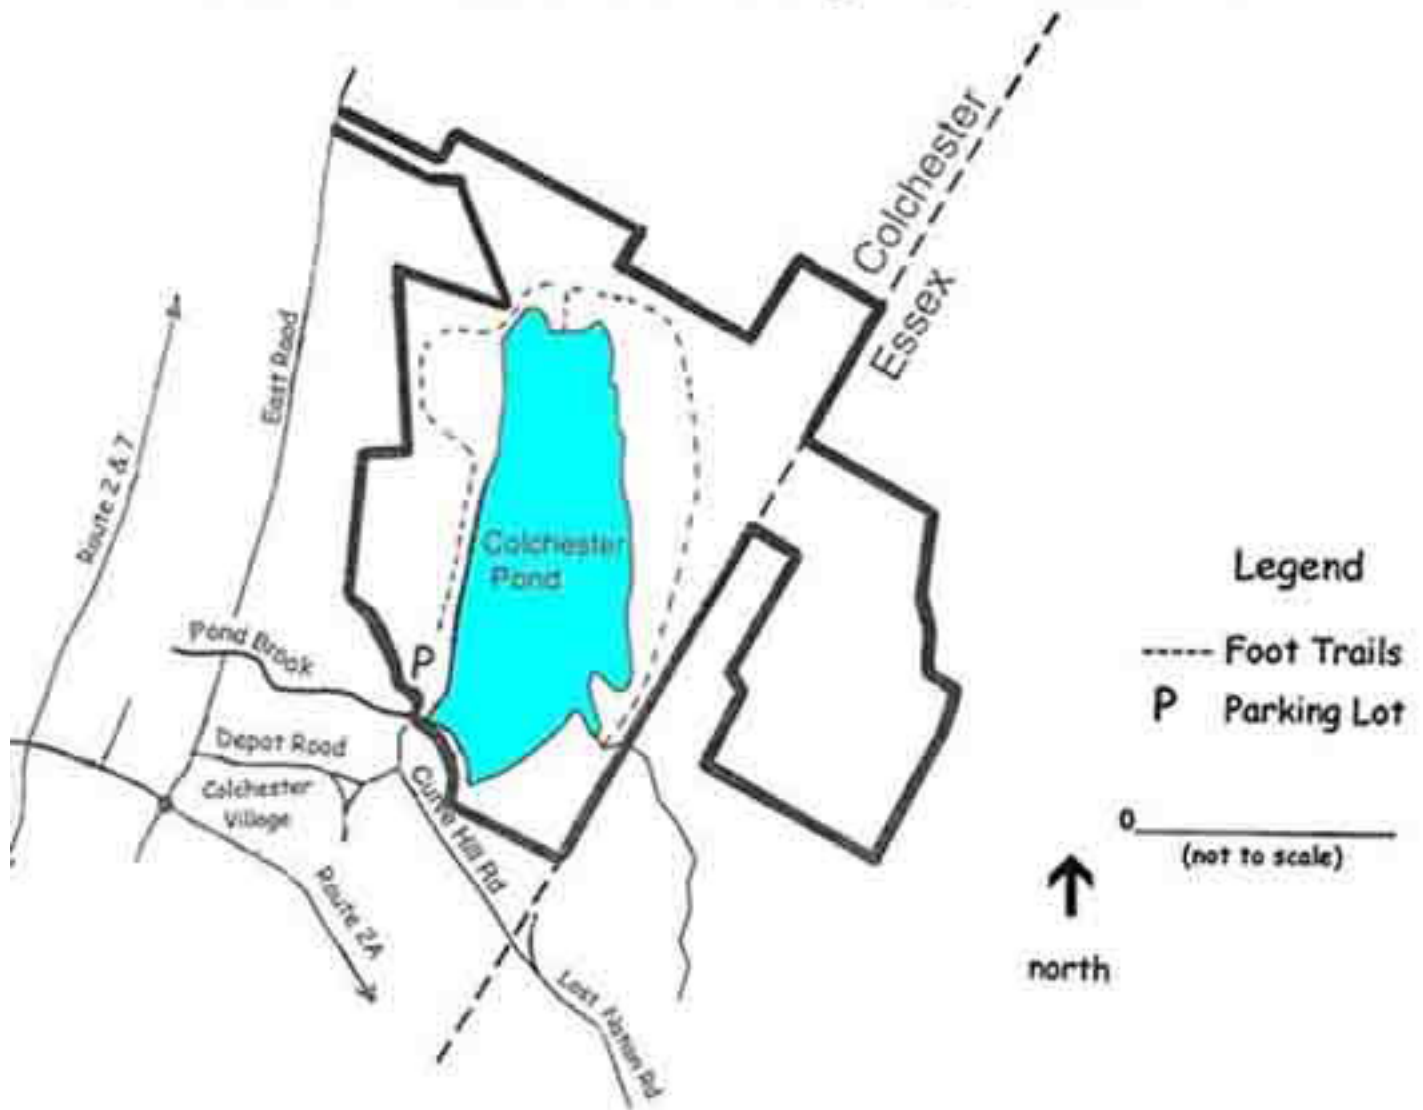 Colchester
Essex
East Road
Route 2 & 7
Colchester
Pond
Legend
Foot Trails
P Parking Lot
Pond Brook
P
Depot Road
Colchester
Village
Curve Hill Rd
Route 2A
Lost Nation Rd
0
(not to scale)
north